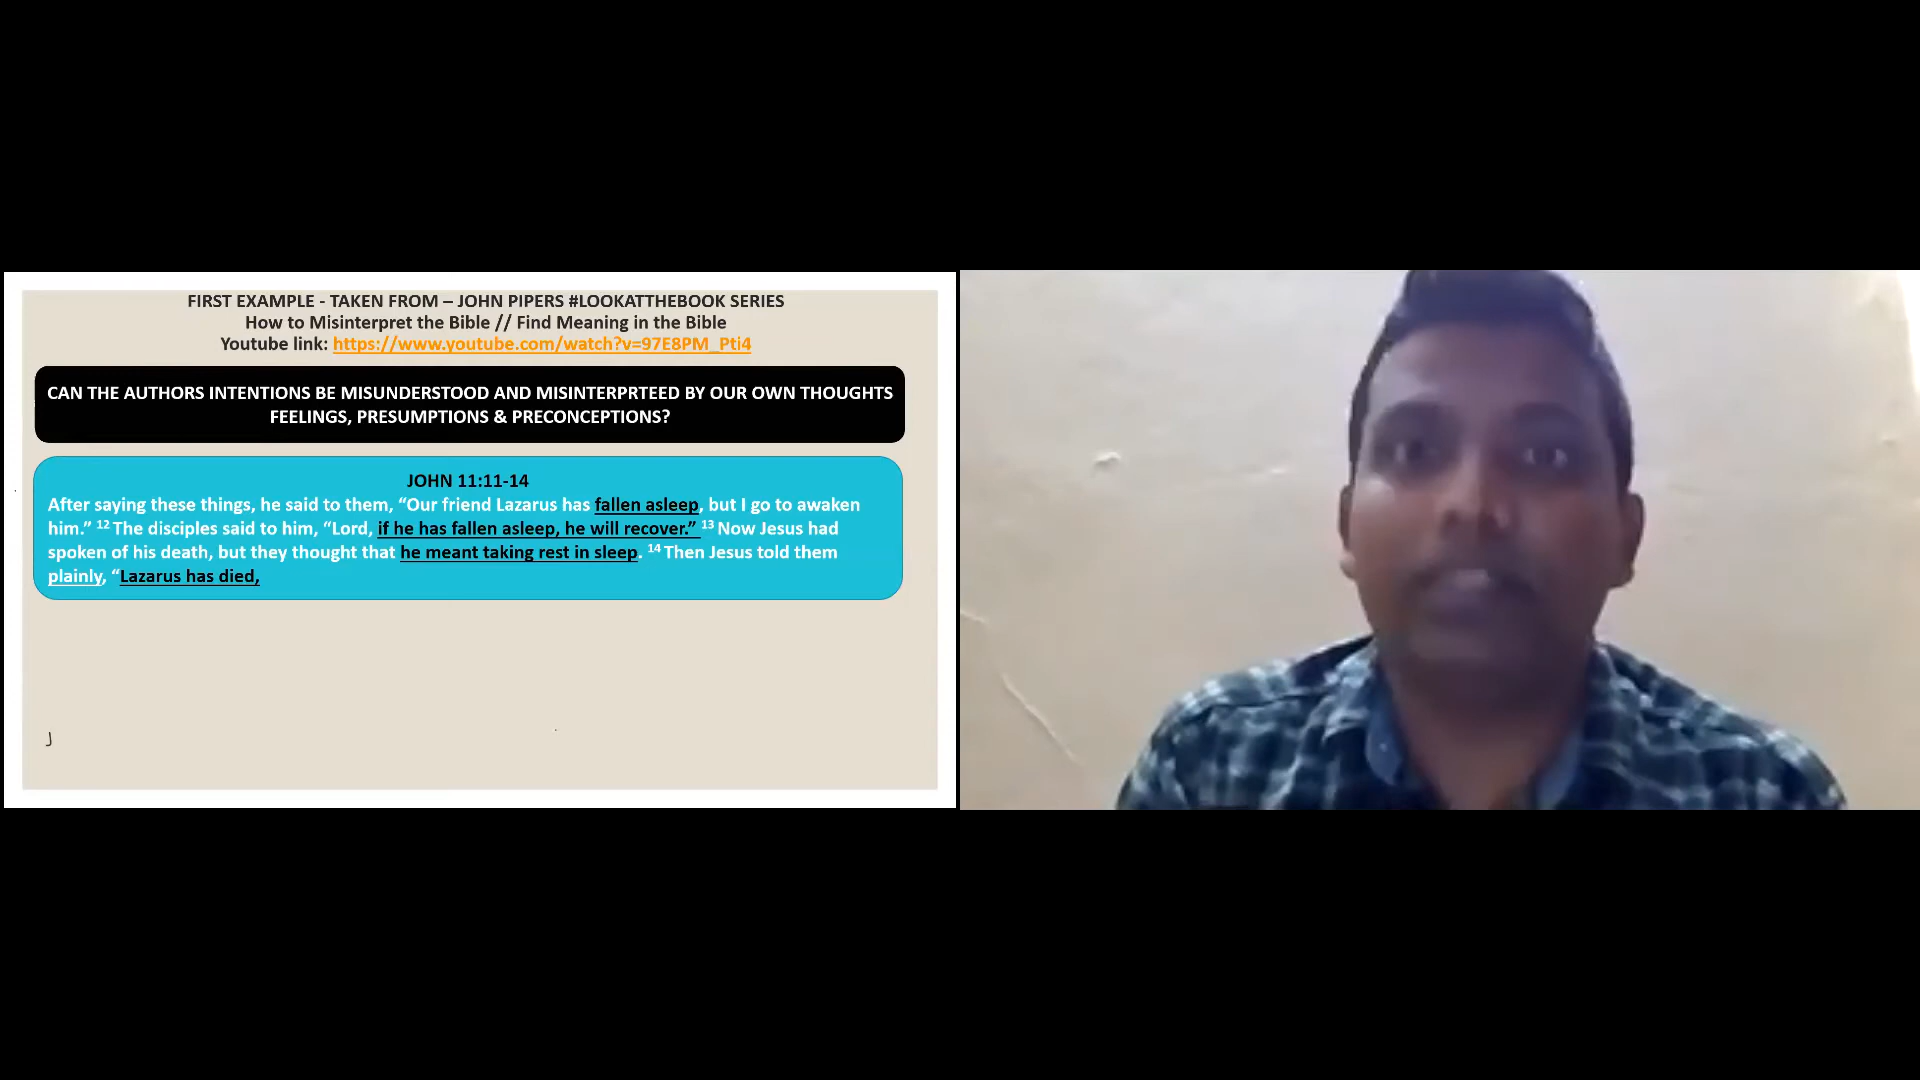 FIRST EXAMPLE - TAKEN FROM – JOHN PIPERS #LOOKATTHEBOOK SERIES
How to Misinterpret the Bible // Find Meaning in the Bible
Youtube link: https://www.youtube.com/watch?v=97E8PM_Pti4
CAN THE AUTHORS INTENTIONS BE MISUNDERSTOOD AND MISINTERPRTEED BY OUR OWN THOUGHTS
FEELINGS, PRESUMPTIONS & PRECONCEPTIONS?
JOHN 11:11-14
After saying these things, he said to them, “Our friend Lazarus has fallen asleep, but I go to awaken
him.” 12 The disciples said to him, “Lord, if he has fallen asleep, he will recover.” 13 Now Jesus had
spoken of his death, but they thought that he meant taking rest in sleep. 14 Then Jesus told them
plainly, “Lazarus has died,
J